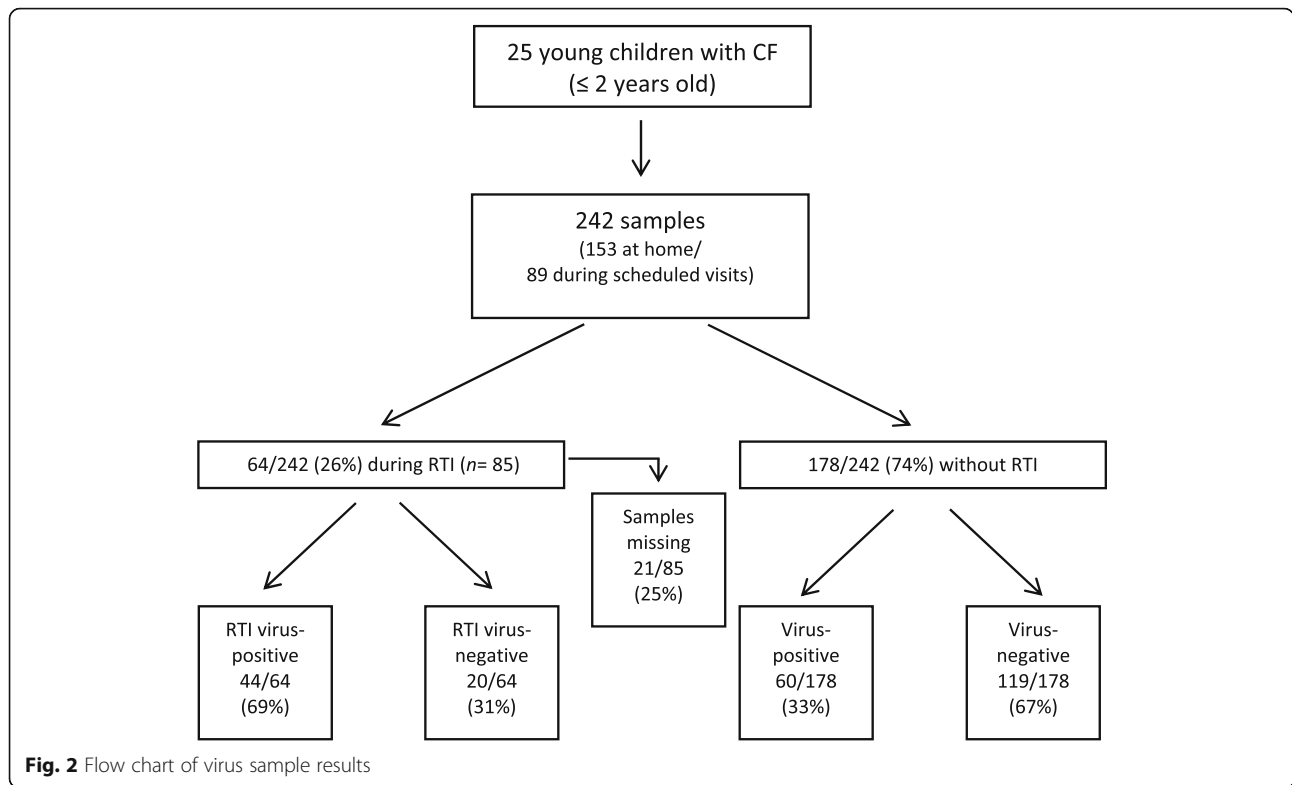 25 young children with CF
(≤ 2 years old)
242 samples
(153 at home/
89 during scheduled visits)
64/242 (26%) during RTI (n= 85)
178/242 (74%) without RTI
Samples
missing
21/85
(25%)
RTI virus-
positive
44/64
(69%)
RTI virus-
negative
20/64
(31%)
Virus-
positive
60/178
(33%)
Virus-
negative
119/178
(67%)
Fig. 2 Flow chart of virus sample results